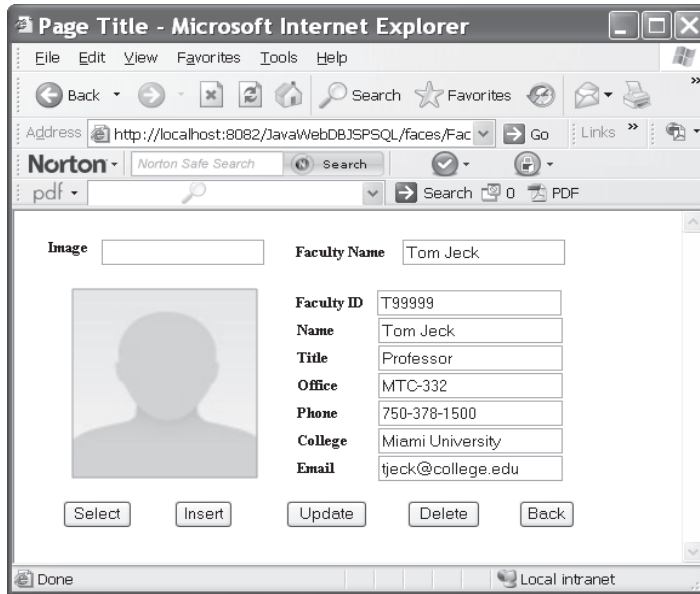 Page Title - Microsoft Internet Explorer
File Edit View Favorites Tools Help
Back Search Favorites »
Address http://localhost:8082/JavaWebDBJSPSQL/faces/Fac Go Links »
Norton Norton Safe Search Search
pdf Search 0 PDF
Image Faculty Name Tom Jeck
Faculty ID T99999
Name Tom Jeck
Title Professor
Office MTC-332
Phone 750-378-1500
College Miami University
Email tjeck@college.edu
Select Insert Update Delete Back
Done Local intranet